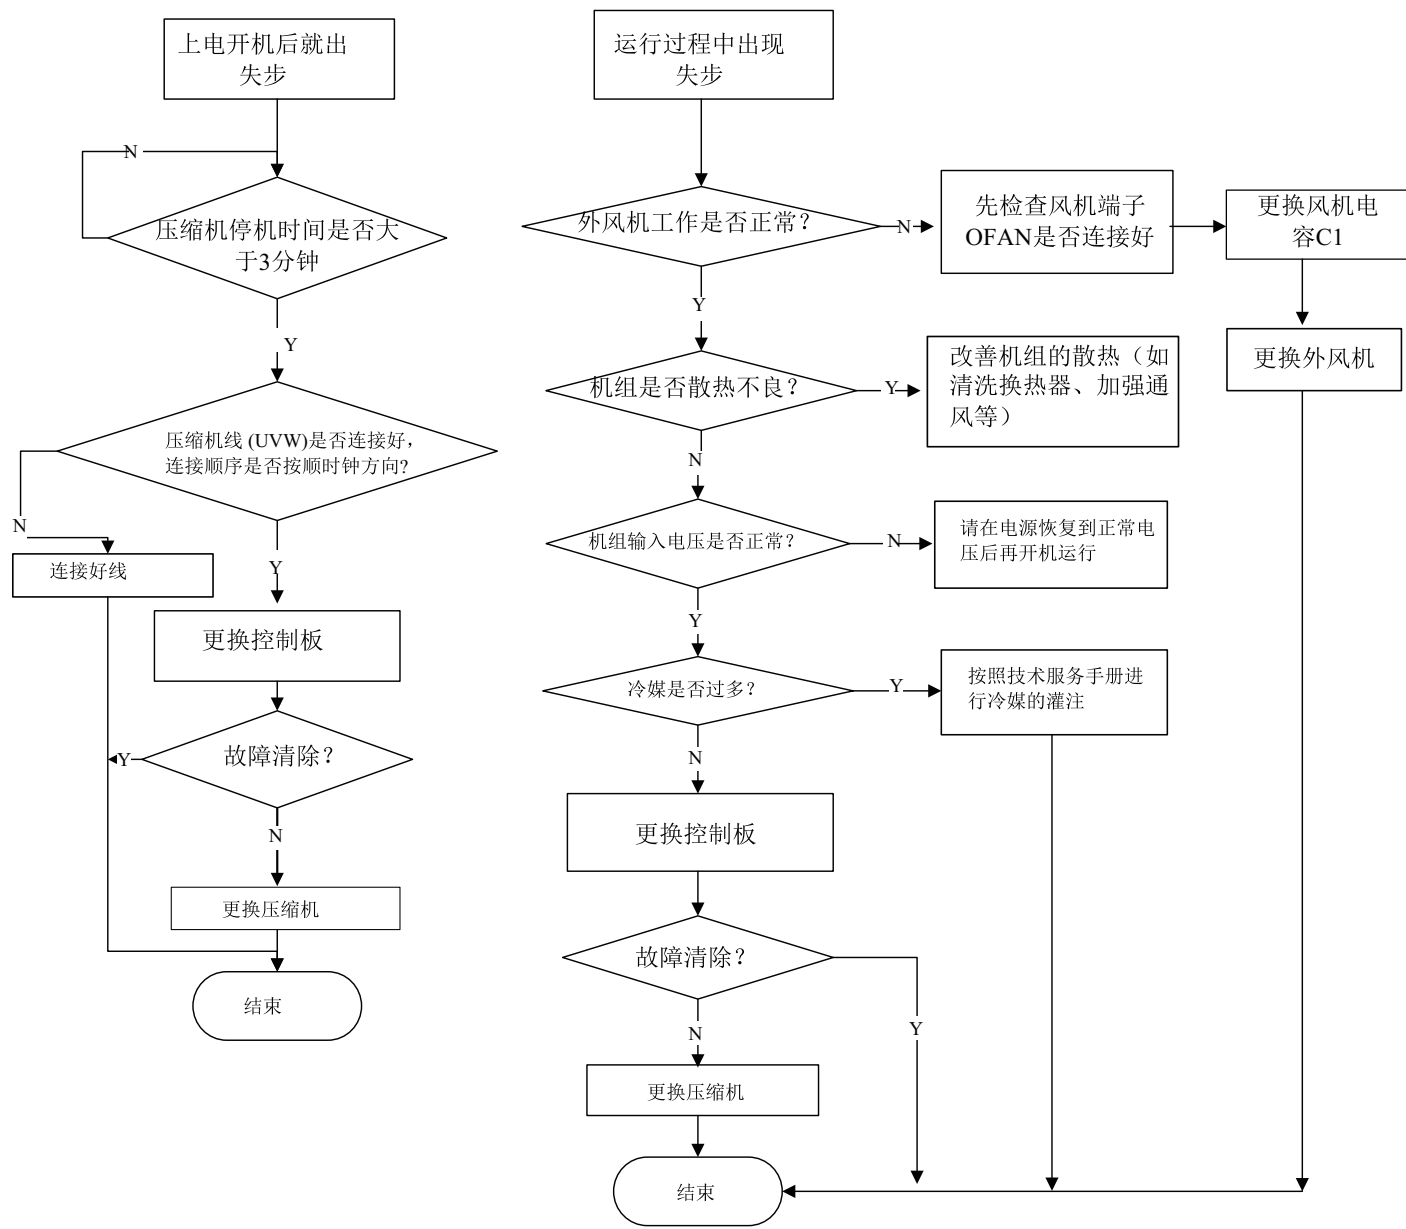 上电开机后就出
失步
N
压缩机停机时间是否大
于3分钟
Y
压缩机线 (UVW)是否连接好，
连接顺序是否按顺时钟方向?
N
连接好线
Y
更换控制板
故障清除？
Y
N
更换压缩机
结束
运行过程中出现
失步
外风机工作是否正常？
N
先检查风机端子
OFAN是否连接好
更换风机电
容C1
更换外风机
Y
机组是否散热不良？
Y
改善机组的散热（如
清洗换热器、加强通
风等）
N
机组输入电压是否正常？
N
请在电源恢复到正常电
压后再开机运行
Y
冷媒是否过多？
Y
按照技术服务手册进
行冷媒的灌注
N
更换控制板
故障清除？
Y
N
更换压缩机
结束